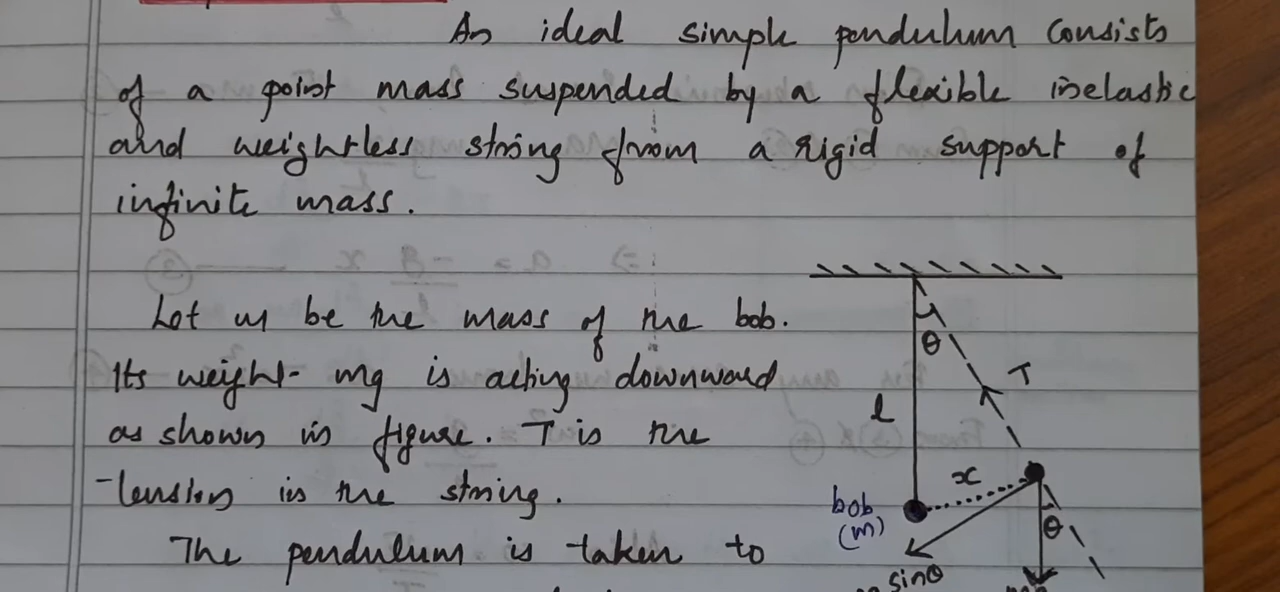 An ideal simple pendulum consists
of a point mass suspended by a flexible inelastic
and weightless string from a rigid support of
infinite mass.
Let m be the mass of the bob.
Its weight mg is acting downward
as shown in figure. T is the
tension in the string.
The pendulum is taken to
θ
T
l
x
bob
(m)
θ
sinθ